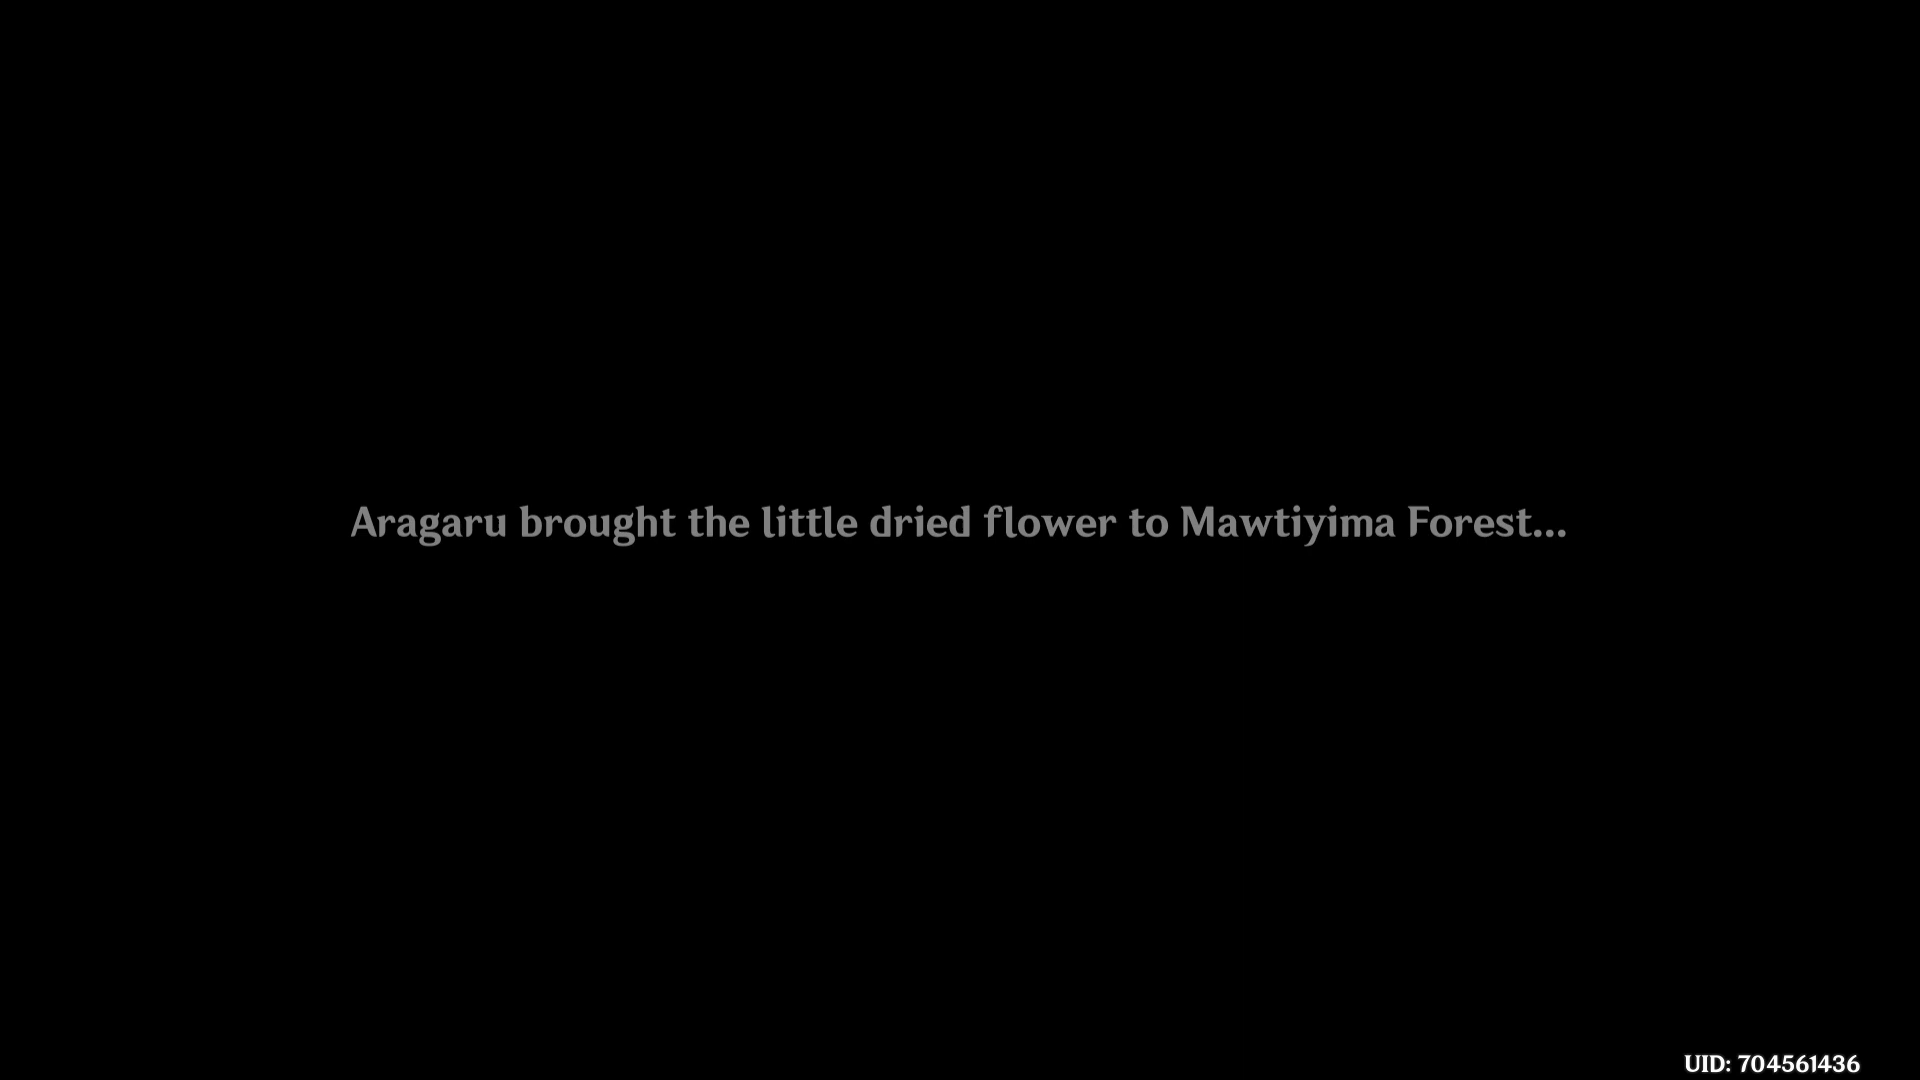 Aragaru brought the little dried flower to Mawtiyima Forest...
UID: 704561436